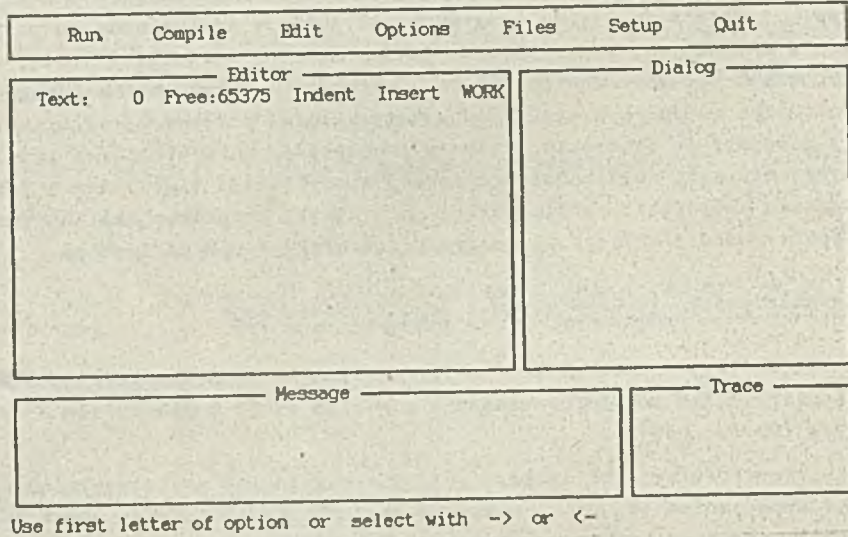 Run Compile Edit Options Files Setup Quit
Editor
Dialog
Text: 0 Free:65375 Indent Insert WORK
Message
Trace
Use first letter of option or select with -> or <-